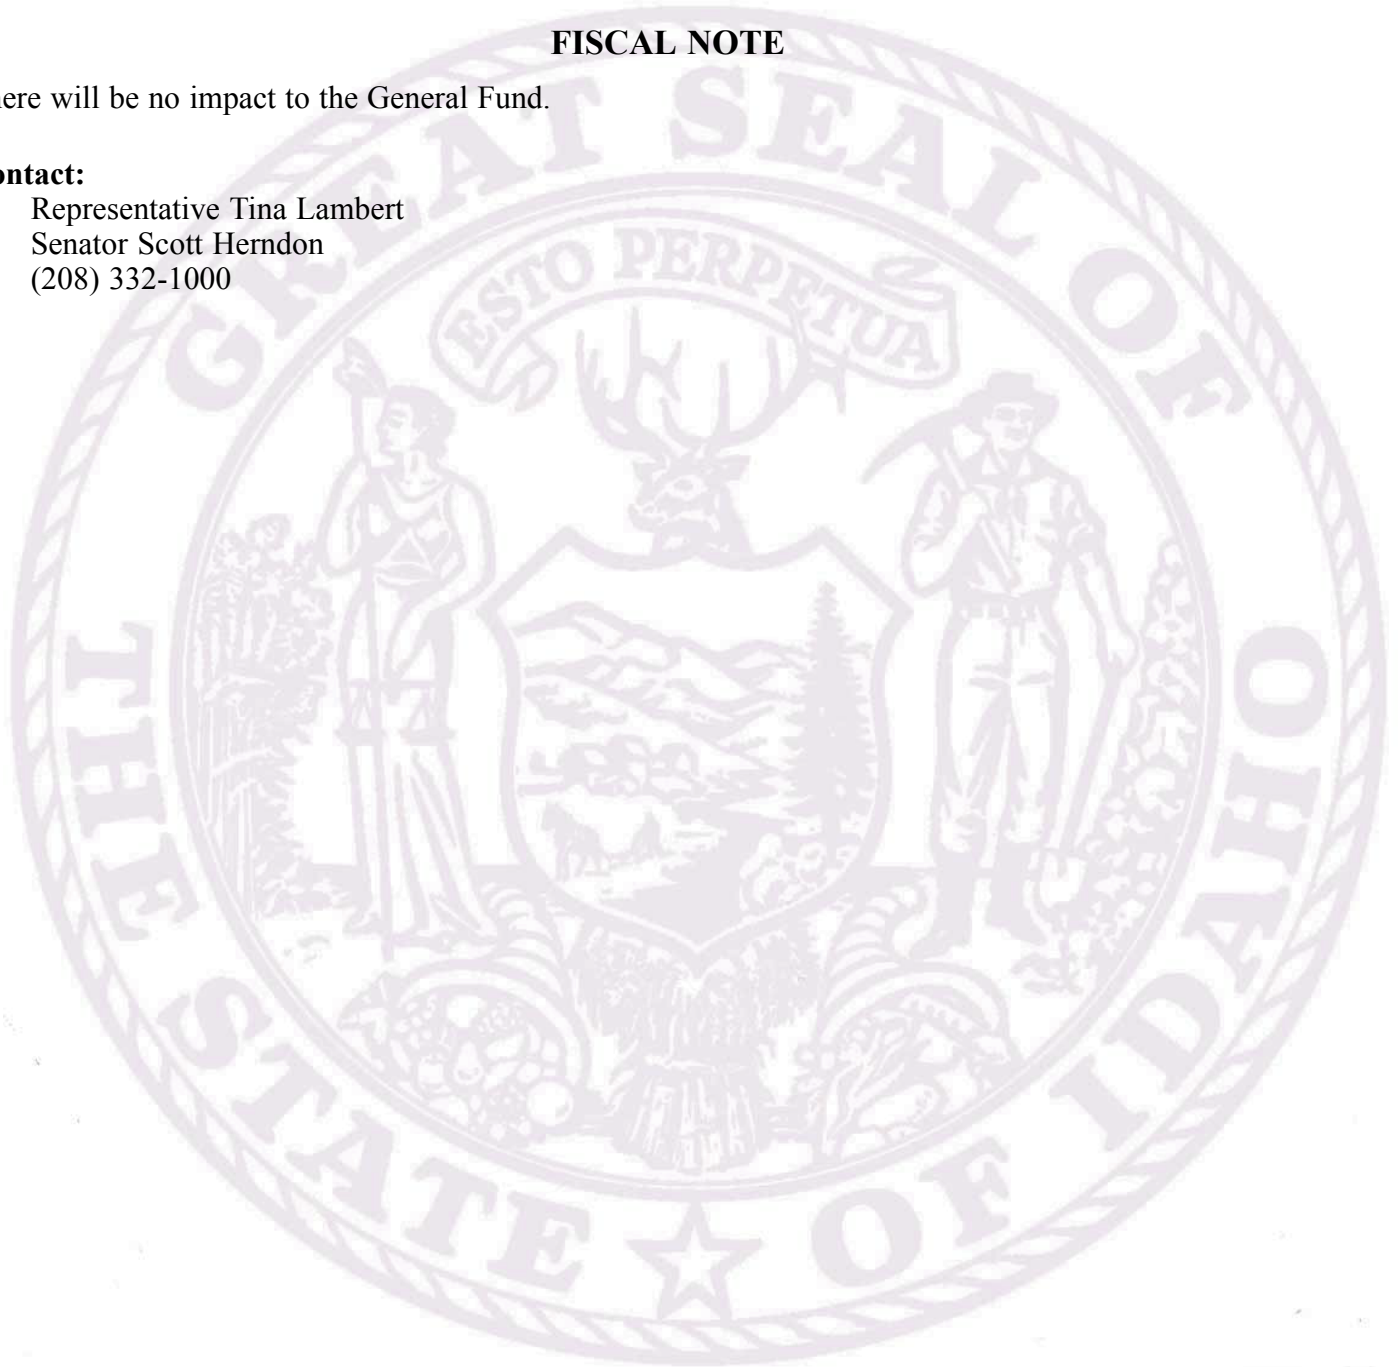 FISCAL NOTE
here will be no impact to the General Fund.
ontact:
Representative Tina Lambert
Senator Scott Herndon
(208) 332-1000
GREAT SEAL OF
THE STATE OF IDAHO
ESTO PERPETUA